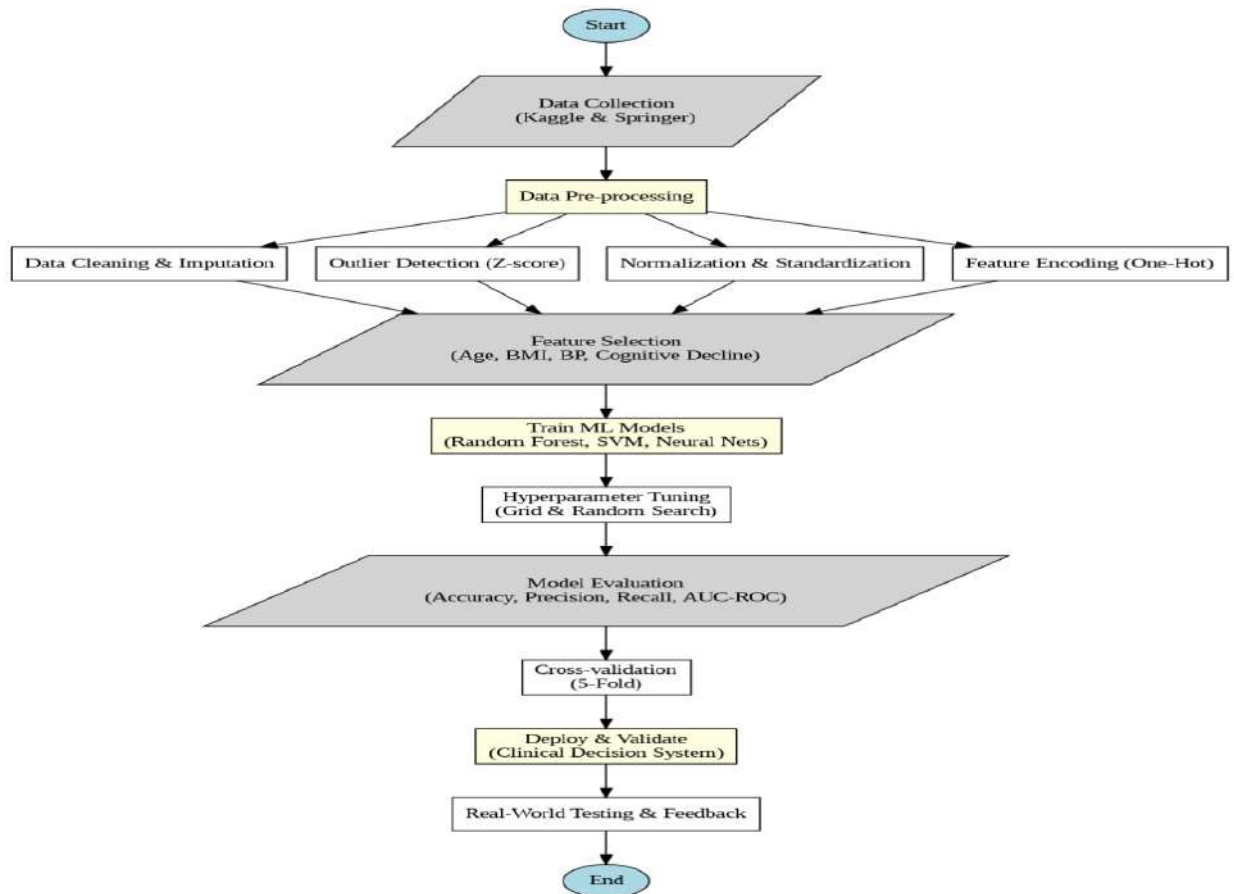 Start
Data Collection
(Kaggle & Springer)
Data Pre-processing
Data Cleaning & Imputation
Outlier Detection (Z-score)
Normalization & Standardization
Feature Encoding (One-Hot)
Feature Selection
(Age, BMI, BP, Cognitive Decline)
Train ML Models
(Random Forest, SVM, Neural Nets)
Hyperparameter Tuning
(Grid & Random Search)
Model Evaluation
(Accuracy, Precision, Recall, AUC-ROC)
Cross-validation
(5-Fold)
Deploy & Validate
(Clinical Decision System)
Real-World Testing & Feedback
End